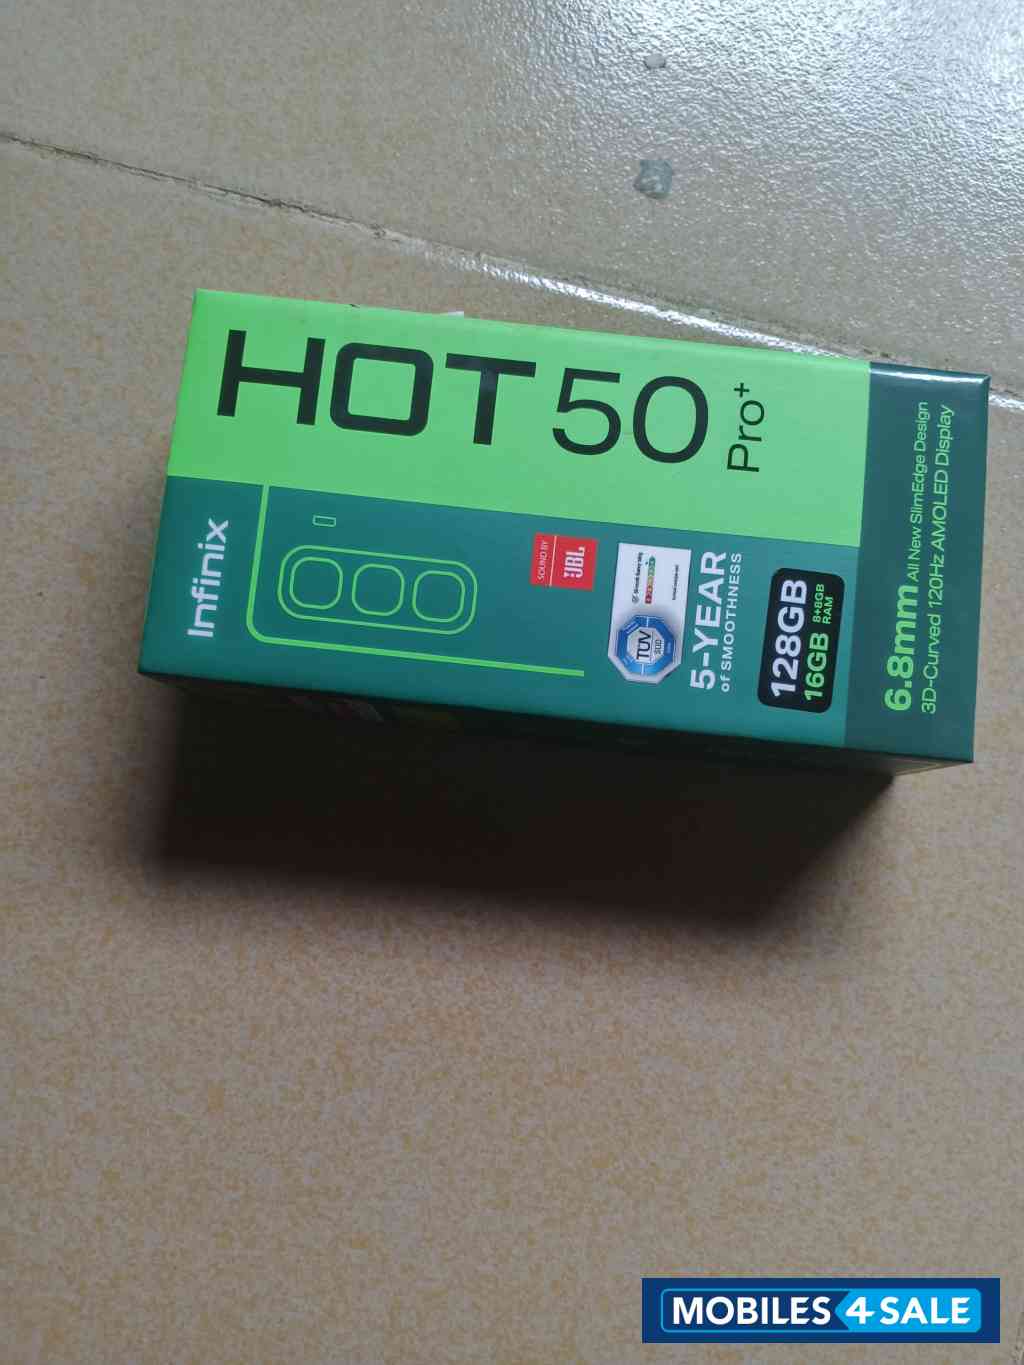 HOT 50 Pro+
Infinix
SOUND BY JBL
TÜV
SÜD
5-YEAR
of SMOOTHNESS
128GB
16GB 8+8GB RAM
6.8mm All New SlimEdge Design
3D-Curved 120Hz AMOLED Display
MOBILES 4 SALE